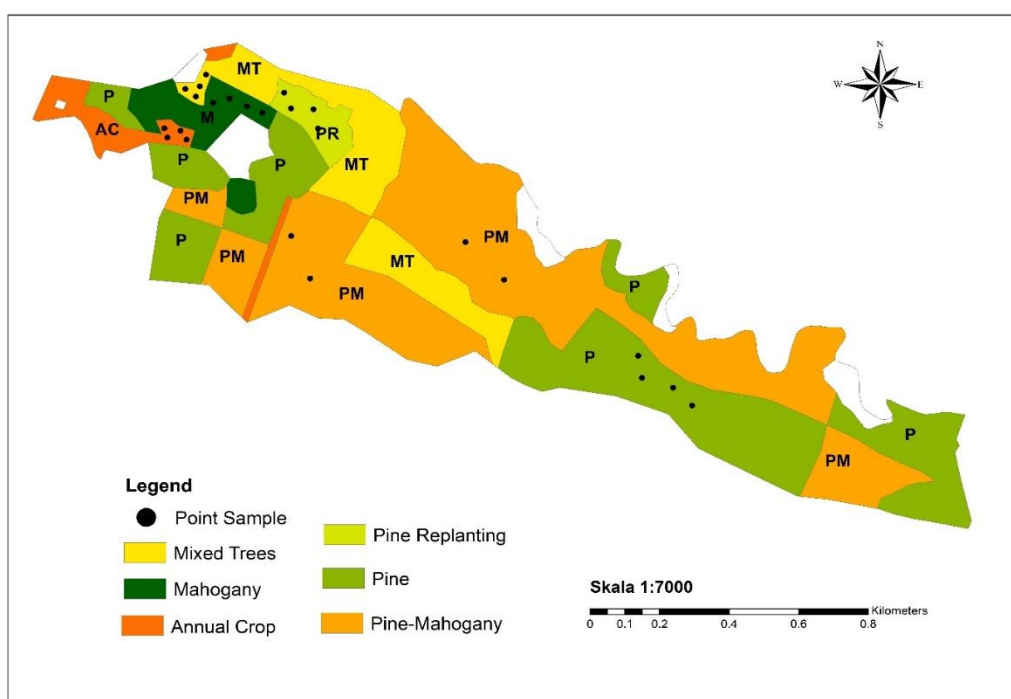 N
W E
S
MT
P
M
AC
PR
P
P
MT
PM
P
PM
MT
PM
PM
P
P
P
PM
Legend
Point Sample
Mixed Trees
Mahogany
Annual Crop
Pine Replanting
Pine
Pine-Mahogany
Skala 1:7000
Kilometers
0 0.1 0.2 0.4 0.6 0.8